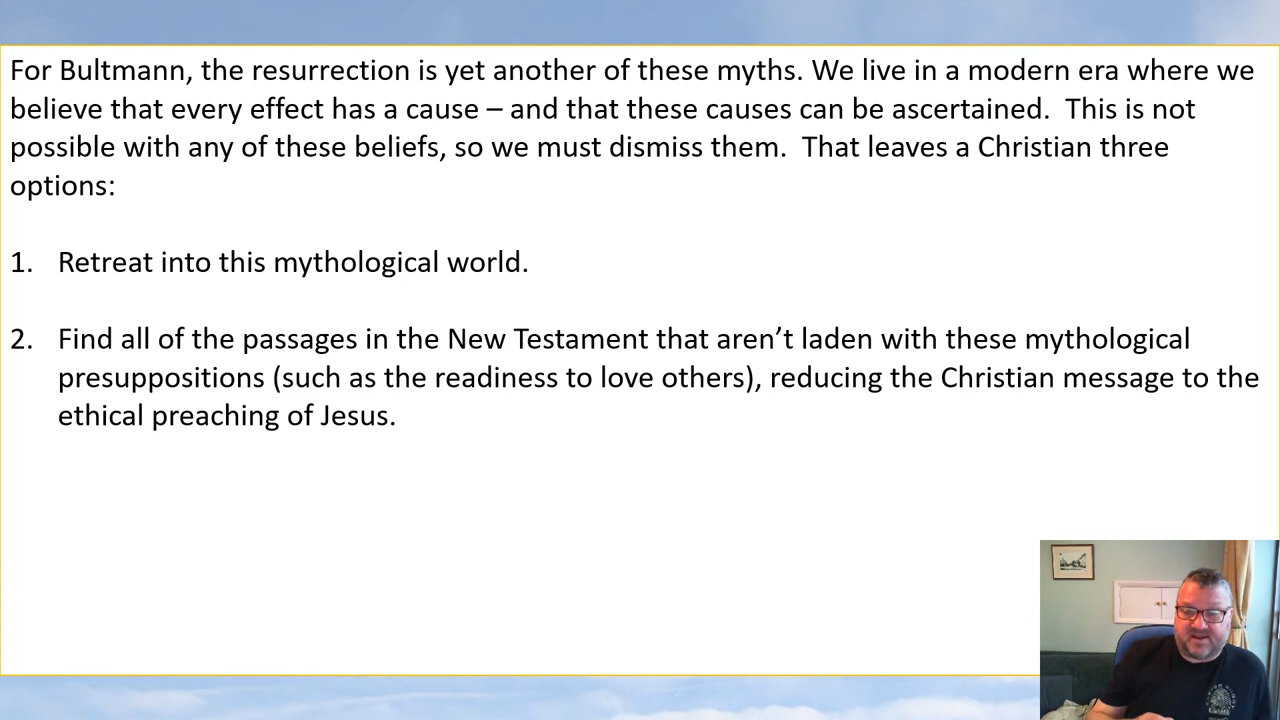 For Bultmann, the resurrection is yet another of these myths. We live in a modern era where we
believe that every effect has a cause – and that these causes can be ascertained.  This is not
possible with any of these beliefs, so we must dismiss them.  That leaves a Christian three
options:
1. Retreat into this mythological world.
2. Find all of the passages in the New Testament that aren’t laden with these mythological
presuppositions (such as the readiness to love others), reducing the Christian message to the
ethical preaching of Jesus.